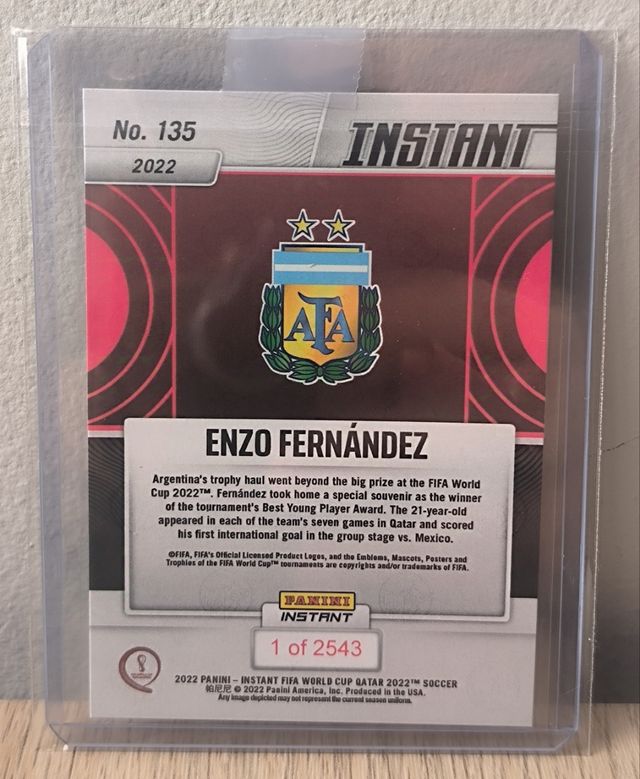 No. 135
INSTANT
2022
AFA
ENZO FERNÁNDEZ
Argentina's trophy haul went beyond the big prize at the FIFA World
Cup 2022™. Fernández took home a special souvenir as the winner
of the tournament's Best Young Player Award. The 21-year-old
appeared in each of the team's seven games in Qatar and scored
his first international goal in the group stage vs. Mexico.
©FIFA, FIFA's Official Licensed Product Logos, and the Emblems, Mascots, Posters and
Trophies of the FIFA World Cup™ tournaments are copyrights and/or trademarks of FIFA.
PANINI
INSTANT
1 of 2543
2022 PANINI – INSTANT FIFA WORLD CUP QATAR 2022™ SOCCER
帕尼尼 © 2022 Panini America, Inc. Produced in the USA.
Any image depicted may not represent the current season uniform.